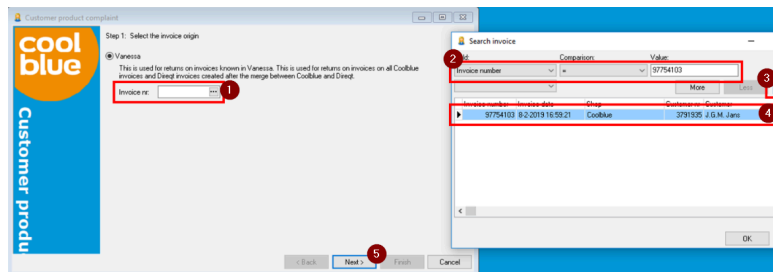 Customer product complaint
cool
blue
Customer produ
Step 1: Select the invoice origin
Vanessa
This is used for returns on invoices known in Vanessa. This is used for returns on invoices on all Coolblue
invoices and Direqt invoices created after the merge between Coolblue and Direqt.
Invoice nr:
1
5
< Back
Next >
Finish
Cancel
Search invoice
2
Comparison:
Value:
Invoice number
=
97754103
3
More
Less
Invoice number Invoice date Shop Customer nr Customer
4
97754103 8-2-2019 16:59:21 Coolblue 3791935 J.G.M. Jans
OK